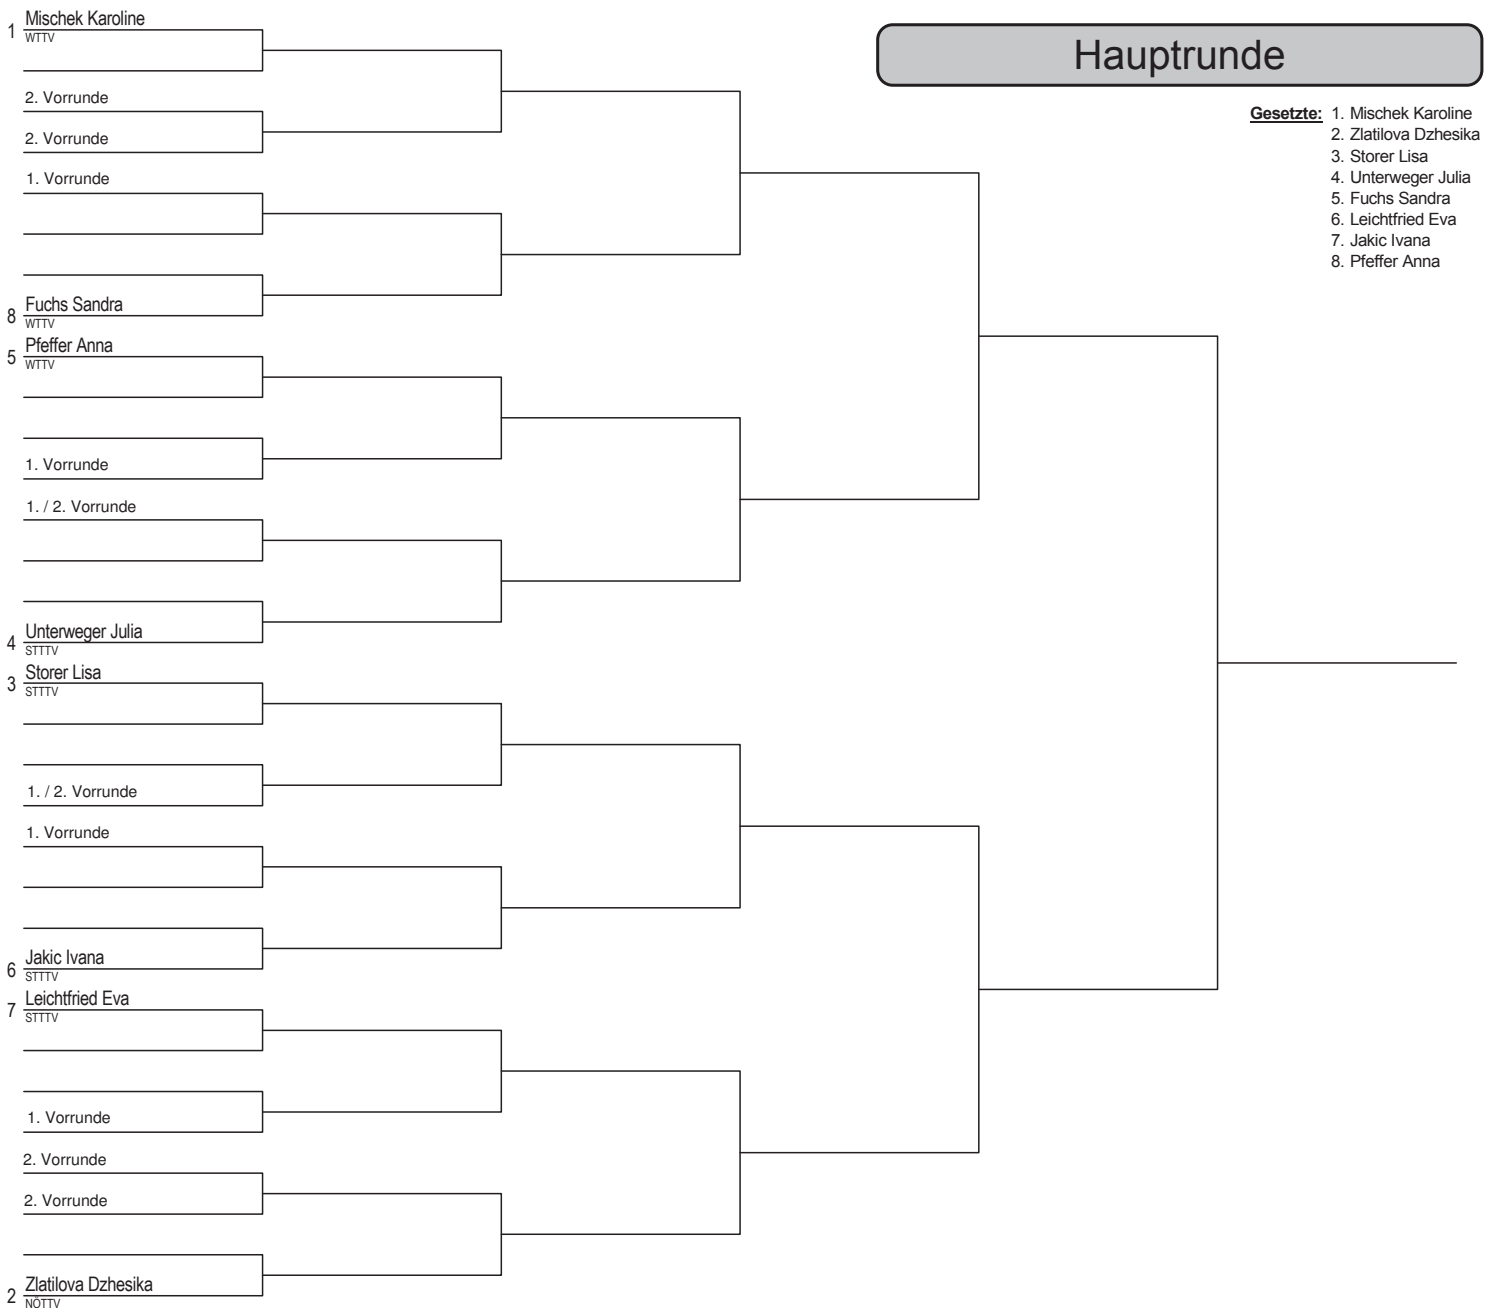 Hauptrunde
Gesetzte: 1. Mischek Karoline
2. Zlatilova Dzhesika
3. Storer Lisa
4. Unterweger Julia
5. Fuchs Sandra
6. Leichtfried Eva
7. Jakic Ivana
8. Pfeffer Anna
1 Mischek Karoline
WTTV
2. Vorrunde
2. Vorrunde
1. Vorrunde
8 Fuchs Sandra
WTTV
5 Pfeffer Anna
WTTV
1. Vorrunde
1. / 2. Vorrunde
4 Unterweger Julia
STTTV
3 Storer Lisa
STTTV
1. / 2. Vorrunde
1. Vorrunde
6 Jakic Ivana
STTTV
7 Leichtfried Eva
STTTV
1. Vorrunde
2. Vorrunde
2. Vorrunde
2 Zlatilova Dzhesika
NÖTTV